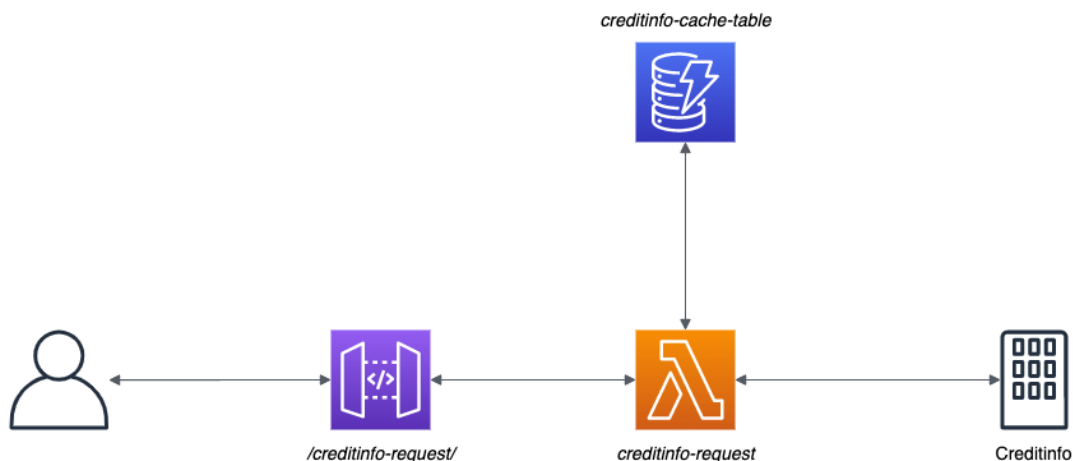 creditinfo-cache-table
</>
/creditinfo-request/
creditinfo-request
Creditinfo